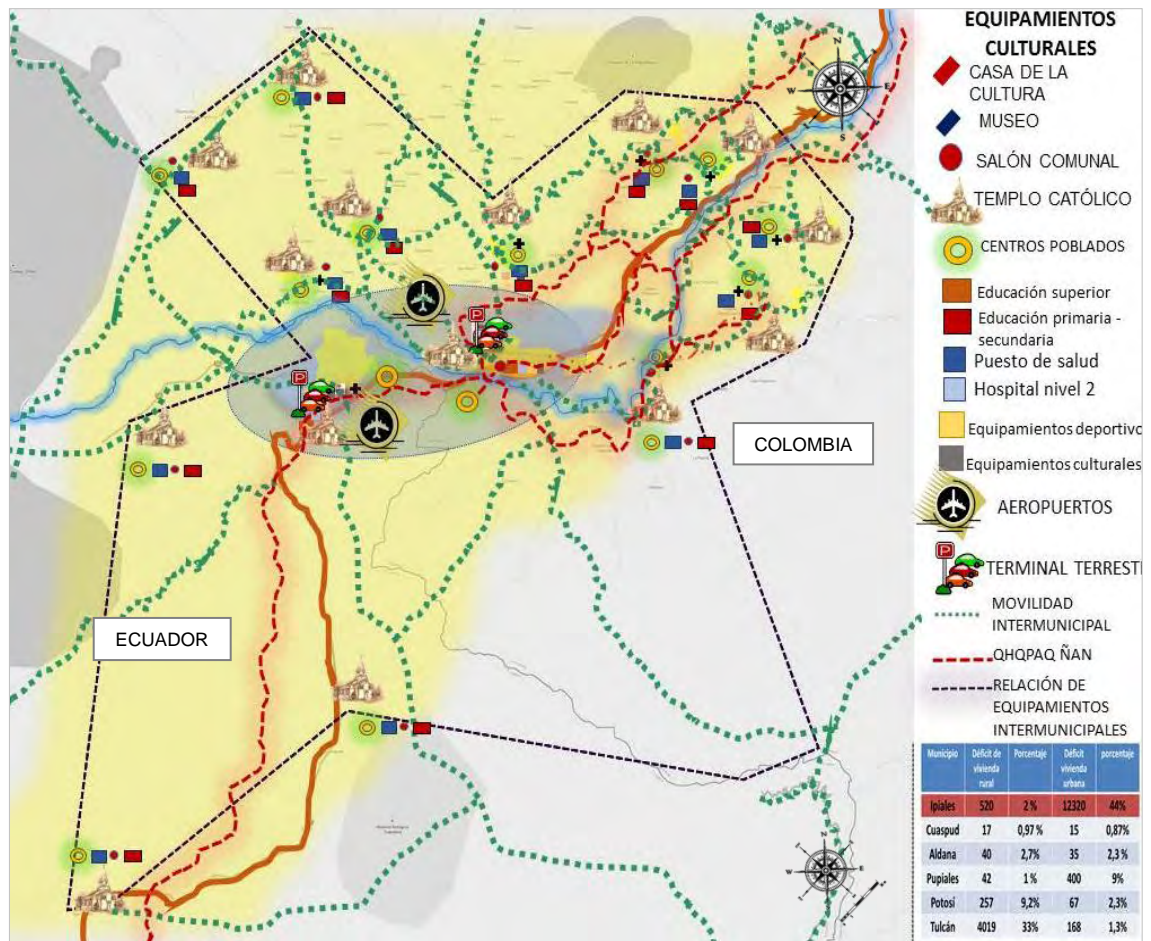 EQUIPAMIENTOS
CULTURALES
CASA DE LA
CULTURA
MUSEO
SALÓN COMUNAL
TEMPLO CATÓLICO
CENTROS POBLADOS
Educación superior
Educación primaria -
secundaria
Puesto de salud
Hospital nivel 2
Equipamientos deportivo
Equipamientos culturales
AEROPUERTOS
TERMINAL TERREST
MOVILIDAD
INTERMUNICIPAL
QHQPAQ ÑAN
RELACIÓN DE
EQUIPAMIENTOS
INTERMUNICIPALES
COLOMBIA
ECUADOR
N
W
E
S
P
P
P
N
W
E
S
Municipio Déficit de vivienda rural Porcentaje Déficit vivienda urbana porcentaje
Ipiales 520 2 % 12320 44%
Cuaspud 17 0,97 % 15 0,87%
Aldana 40 2,7% 35 2,3 %
Pupiales 42 1 % 400 9%
Potosí 257 9,2% 67 2,3%
Tulcán 4019 33% 168 1,3%